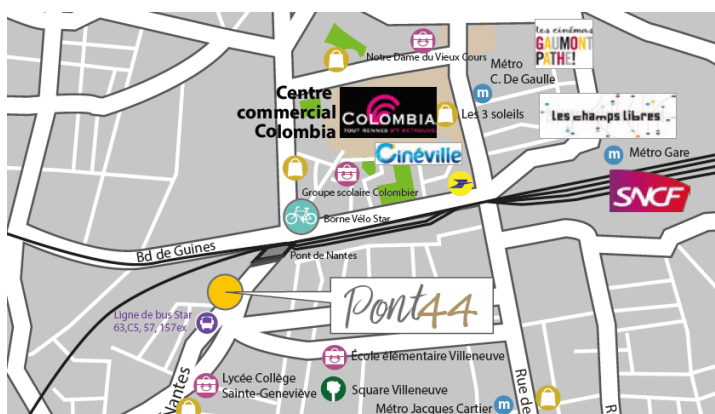 les cinémas
GAUMONT
PATHE!
Notre Dame du Vieux Cours
Métro
C. De Gaulle
Centre
commercial
Colombia
COLOMBIA
TOUT RENNES S'Y RETROUVE
Les 3 soleils
Les champs libres
Cinéville
m Métro Gare
SNCF
Groupe scolaire Colombier
Borne Vélo Star
Bd de Guines
Pont de Nantes
Pont44
Ligne de bus Star
63,C5, 57, 157ex
École élémentaire Villeneuve
Lycée Collège
Sainte-Geneviève
Square Villeneuve
Nantes
Métro Jacques Cartier m
Rue de
R